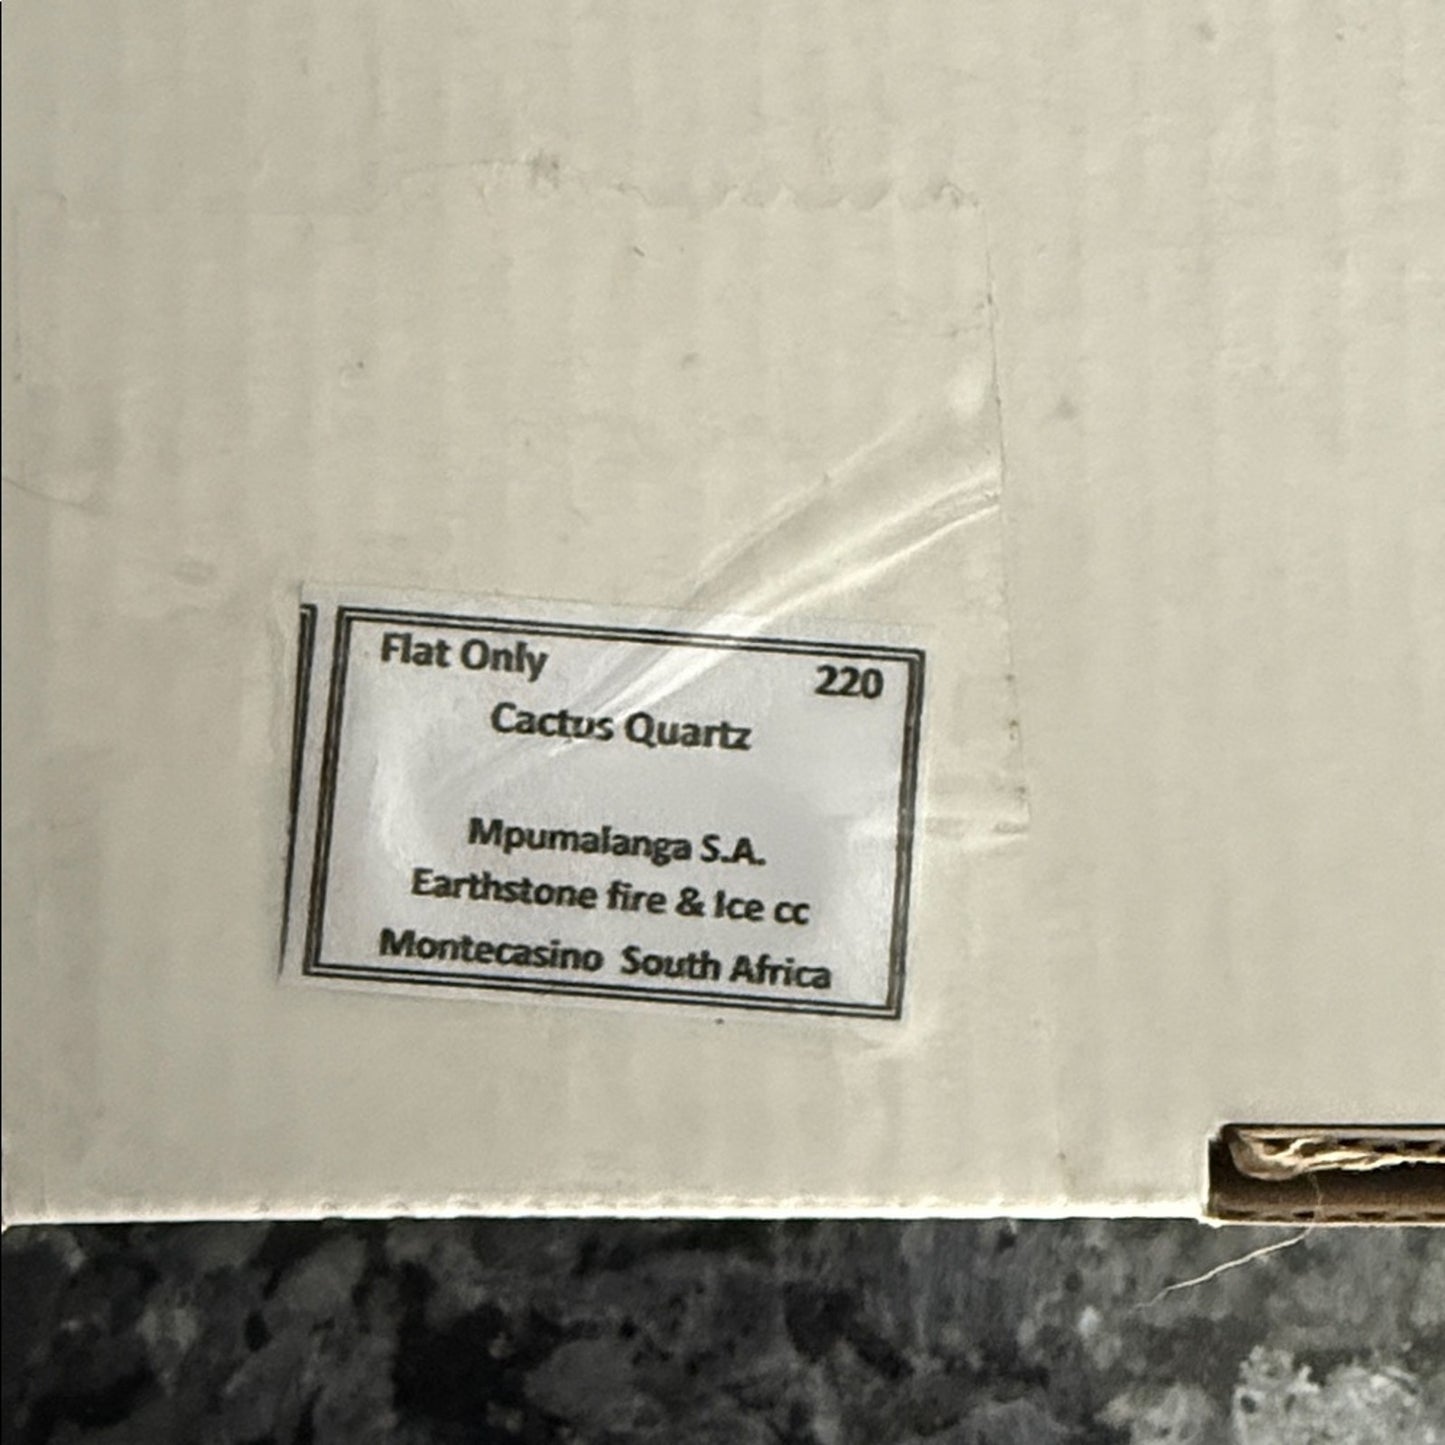 Flat Only 220
Cactus Quartz
Mpumalanga S.A.
Earthstone fire & Ice cc
Montecasino South Africa